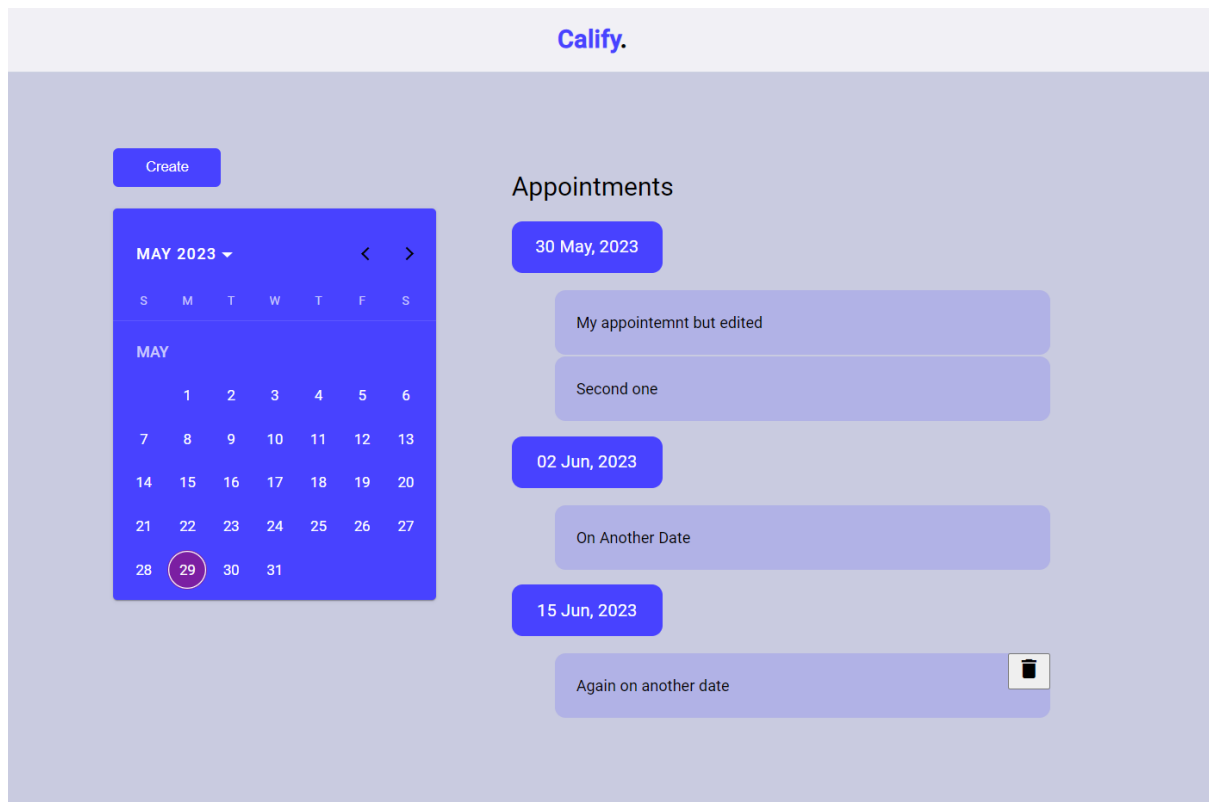 Calify.
Create
MAY 2023
S M T W T F S
MAY
1 2 3 4 5 6
7 8 9 10 11 12 13
14 15 16 17 18 19 20
21 22 23 24 25 26 27
28 29 30 31
Appointments
30 May, 2023
My appointemnt but edited
Second one
02 Jun, 2023
On Another Date
15 Jun, 2023
Again on another date